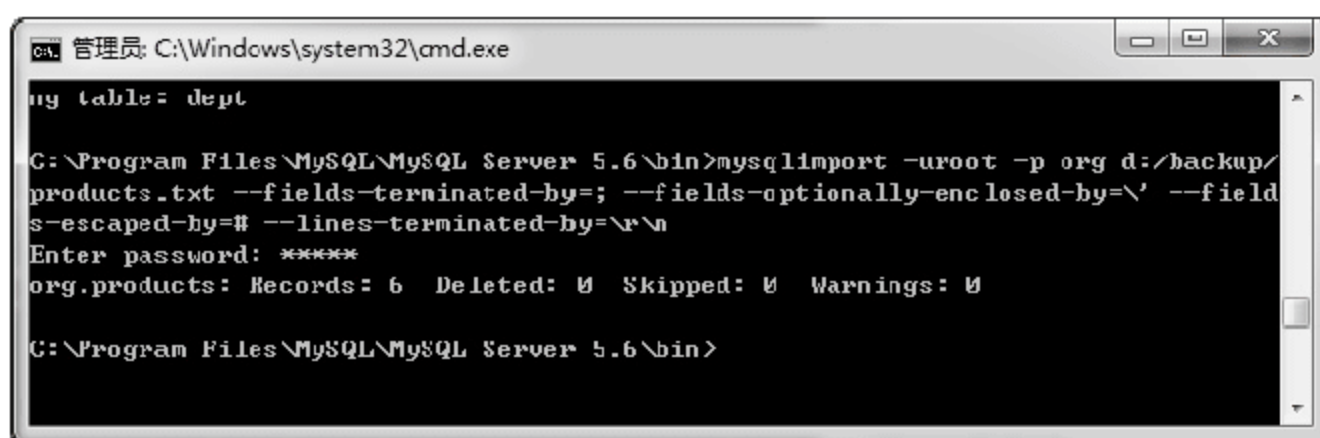 管理员: C:\Windows\system32\cmd.exe
ng table= dept
C:\Program Files\MySQL\MySQL Server 5.6\bin>mysqlimport -uroot -p org d:/backup/
products.txt --fields-terminated-by=; --fields-optionally-enclosed-by=\' --field
s-escaped-by=# --lines-terminated-by=\r\n
Enter password: *****
org.products: Records: 6 Deleted: 0 Skipped: 0 Warnings: 0
C:\Program Files\MySQL\MySQL Server 5.6\bin>